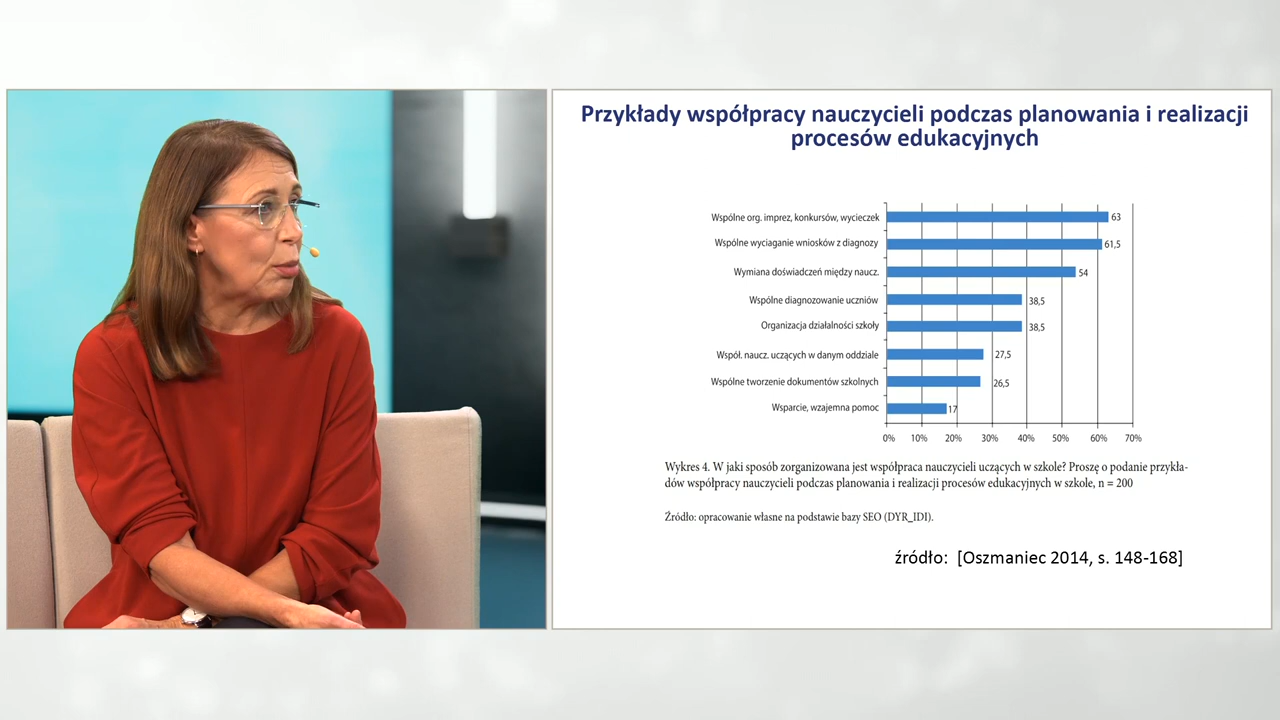 Przykłady współpracy nauczycieli podczas planowania i realizacji
procesów edukacyjnych
Wspólne org. imprez, konkursów, wycieczek 63
Wspólne wyciaganie wniosków z diagnozy 61,5
Wymiana doświadczeń między naucz. 54
Wspólne diagnozowanie uczniów 38,5
Organizacja działalności szkoły 38,5
Współ. naucz. uczących w danym oddziale 27,5
Wspólne tworzenie dokumentów szkolnych 26,5
Wsparcie, wzajemna pomoc 17
0% 10% 20% 30% 40% 50% 60% 70%
Wykres 4. W jaki sposób zorganizowana jest współpraca nauczycieli uczących w szkole? Proszę o podanie przykła-
dów współpracy nauczycieli podczas planowania i realizacji procesów edukacyjnych w szkole, n = 200
Źródło: opracowanie własne na podstawie bazy SEO (DYR_IDI).
źródło: [Oszmaniec 2014, s. 148-168]